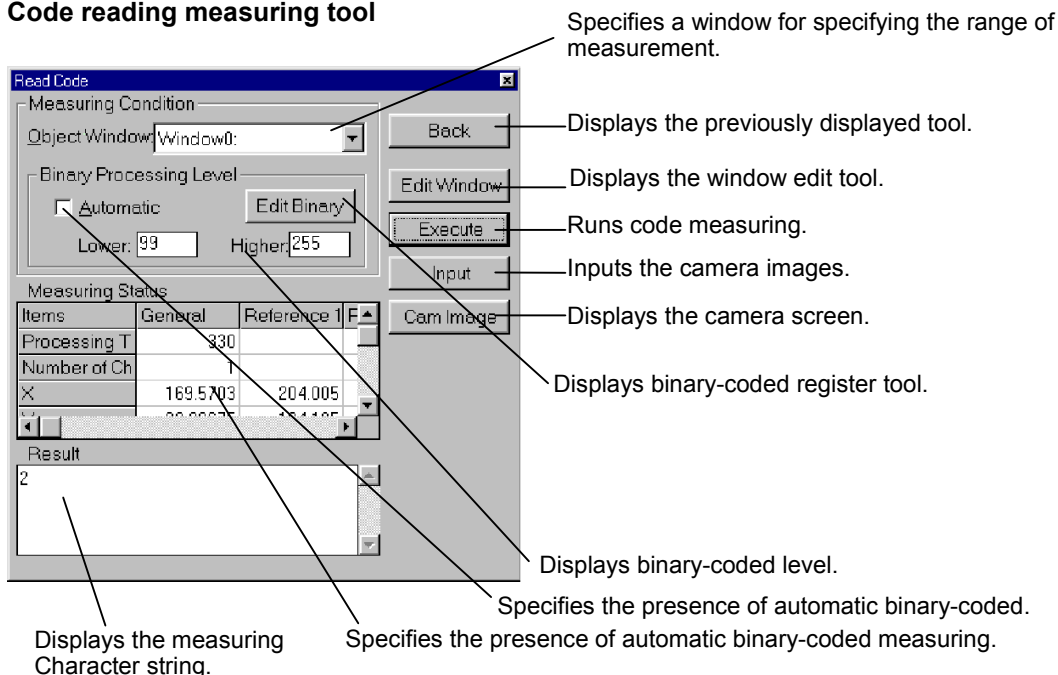 Code reading measuring tool
Specifies a window for specifying the range of
measurement.
Read Code
Measuring Condition
Object Window: Window0:
Back
Displays the previously displayed tool.
Binary Processing Level
Edit Window
Displays the window edit tool.
Automatic
Edit Binary
Execute
Runs code measuring.
Lower: 99 Higher: 255
Input
Inputs the camera images.
Measuring Status
Items General Reference 1
Cam Image
Displays the camera screen.
Processing T 330
Number of Ch 1
X 169.5703 204.005
Displays binary-coded register tool.
Result
2
Displays binary-coded level.
Specifies the presence of automatic binary-coded.
Displays the measuring
Character string.
Specifies the presence of automatic binary-coded measuring.